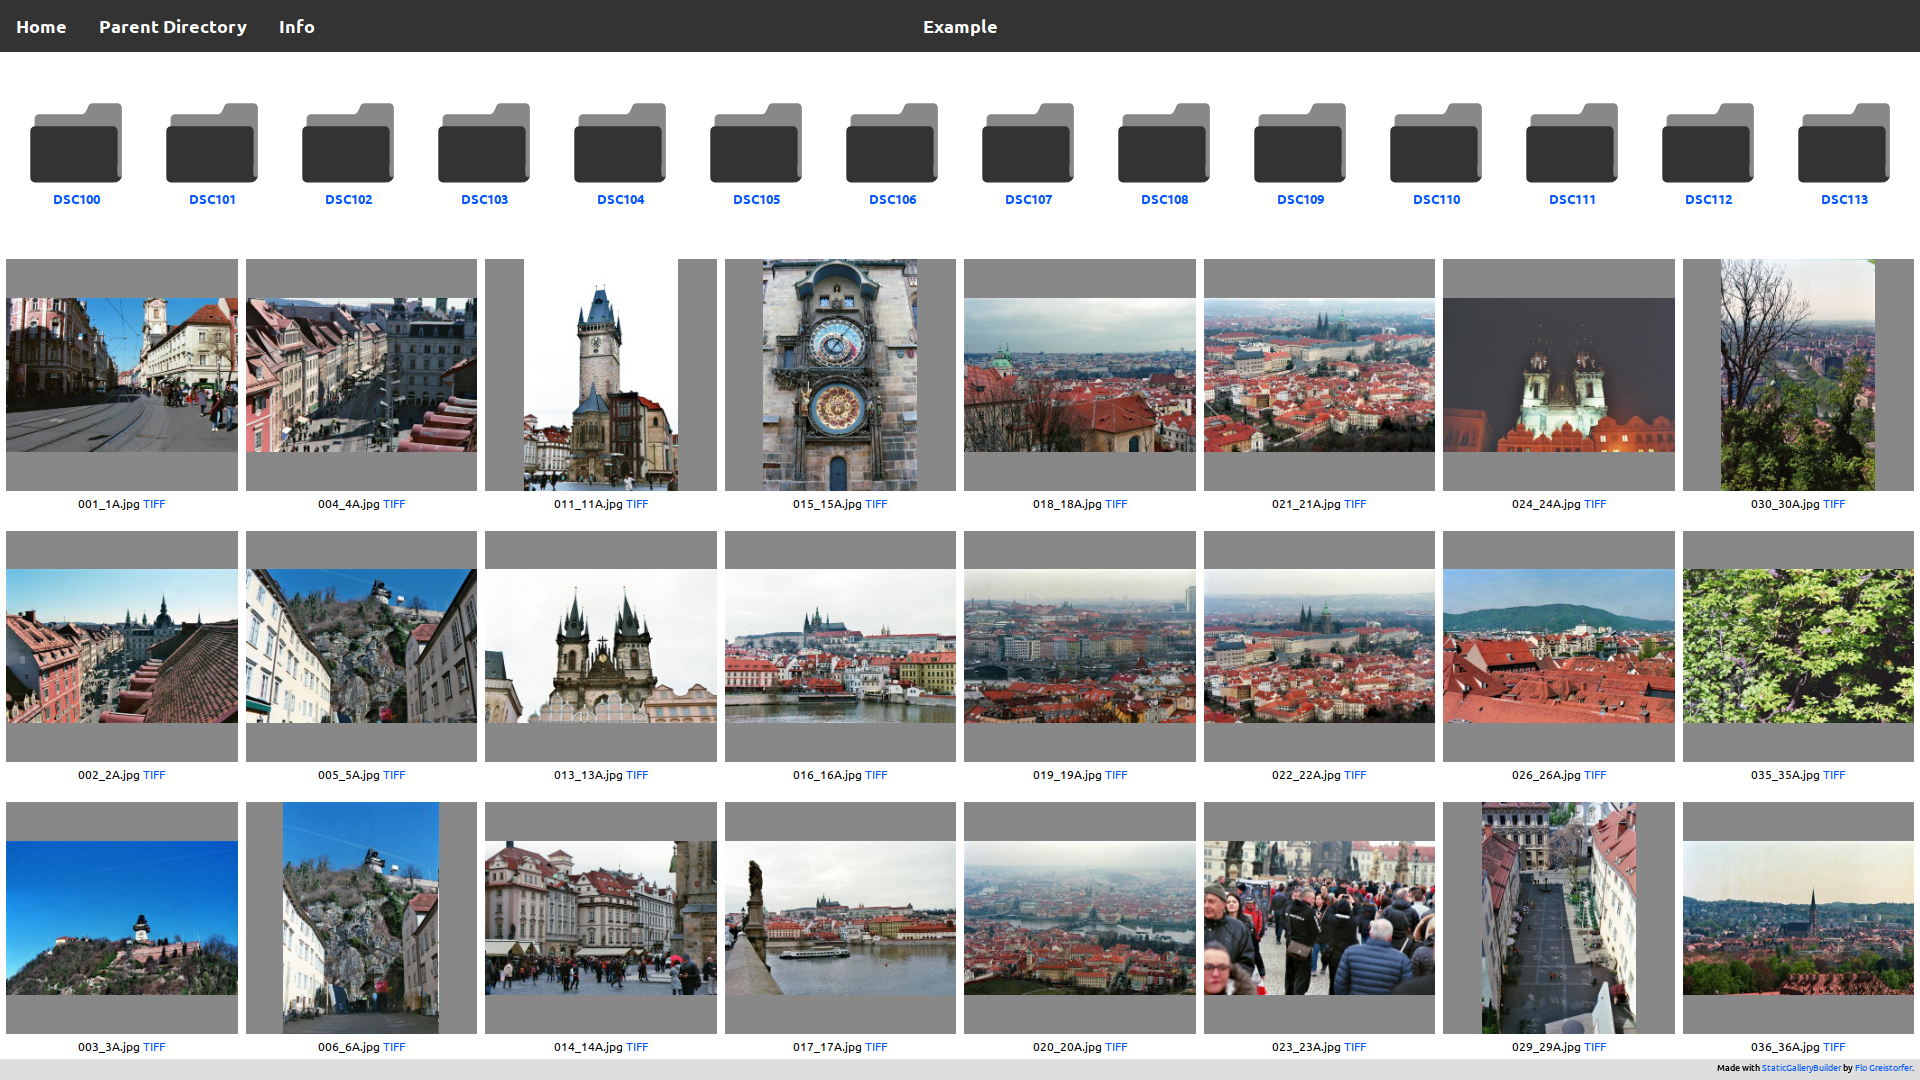 Home Parent Directory Info Example
DSC100 DSC101 DSC102 DSC103 DSC104 DSC105 DSC106 DSC107 DSC108 DSC109 DSC110 DSC111 DSC112 DSC113
001_1A.jpg TIFF 004_4A.jpg TIFF 011_11A.jpg TIFF 015_15A.jpg TIFF 018_18A.jpg TIFF 021_21A.jpg TIFF 024_24A.jpg TIFF 030_30A.jpg TIFF
002_2A.jpg TIFF 005_5A.jpg TIFF 013_13A.jpg TIFF 016_16A.jpg TIFF 019_19A.jpg TIFF 022_22A.jpg TIFF 026_26A.jpg TIFF 035_35A.jpg TIFF
003_3A.jpg TIFF 006_6A.jpg TIFF 014_14A.jpg TIFF 017_17A.jpg TIFF 020_20A.jpg TIFF 023_23A.jpg TIFF 029_29A.jpg TIFF 036_36A.jpg TIFF
Made with StaticGalleryBuilder by Flo Greistorfer.